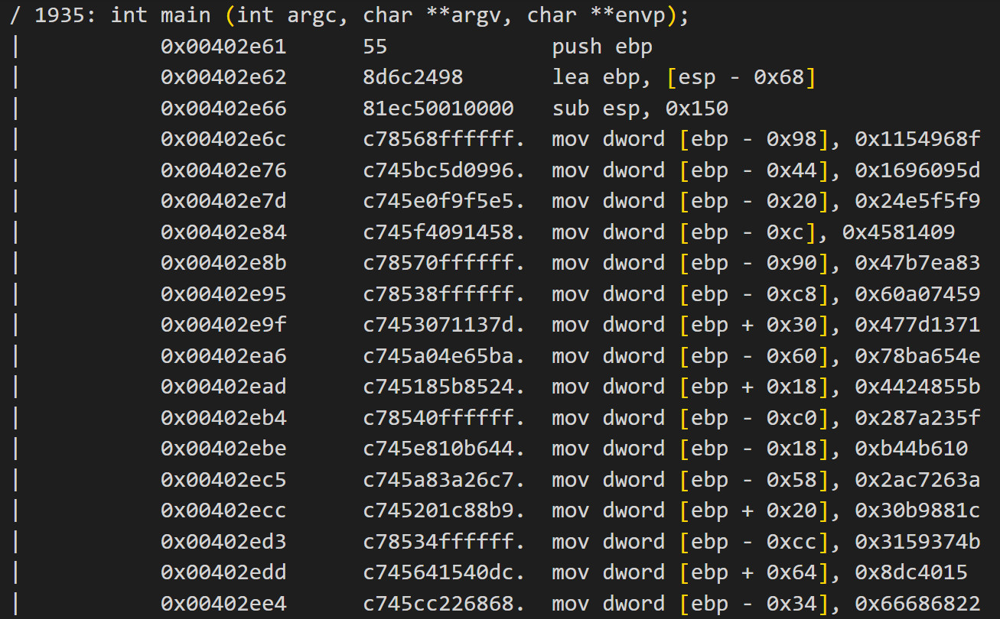 / 1935: int main (int argc, char **argv, char **envp);
| 0x00402e61 55 push ebp
| 0x00402e62 8d6c2498 lea ebp, [esp - 0x68]
| 0x00402e66 81ec50010000 sub esp, 0x150
| 0x00402e6c c78568ffffff. mov dword [ebp - 0x98], 0x1154968f
| 0x00402e76 c745bc5d0996. mov dword [ebp - 0x44], 0x1696095d
| 0x00402e7d c745e0f9f5e5. mov dword [ebp - 0x20], 0x24e5f5f9
| 0x00402e84 c745f4091458. mov dword [ebp - 0xc], 0x4581409
| 0x00402e8b c78570ffffff. mov dword [ebp - 0x90], 0x47b7ea83
| 0x00402e95 c78538ffffff. mov dword [ebp - 0xc8], 0x60a07459
| 0x00402e9f c7453071137d. mov dword [ebp + 0x30], 0x477d1371
| 0x00402ea6 c745a04e65ba. mov dword [ebp - 0x60], 0x78ba654e
| 0x00402ead c745185b8524. mov dword [ebp + 0x18], 0x4424855b
| 0x00402eb4 c78540ffffff. mov dword [ebp - 0xc0], 0x287a235f
| 0x00402ebe c745e810b644. mov dword [ebp - 0x18], 0xb44b610
| 0x00402ec5 c745a83a26c7. mov dword [ebp - 0x58], 0x2ac7263a
| 0x00402ecc c745201c88b9. mov dword [ebp + 0x20], 0x30b9881c
| 0x00402ed3 c78534ffffff. mov dword [ebp - 0xcc], 0x3159374b
| 0x00402edd c745641540dc. mov dword [ebp + 0x64], 0x8dc4015
| 0x00402ee4 c745cc226868. mov dword [ebp - 0x34], 0x66686822